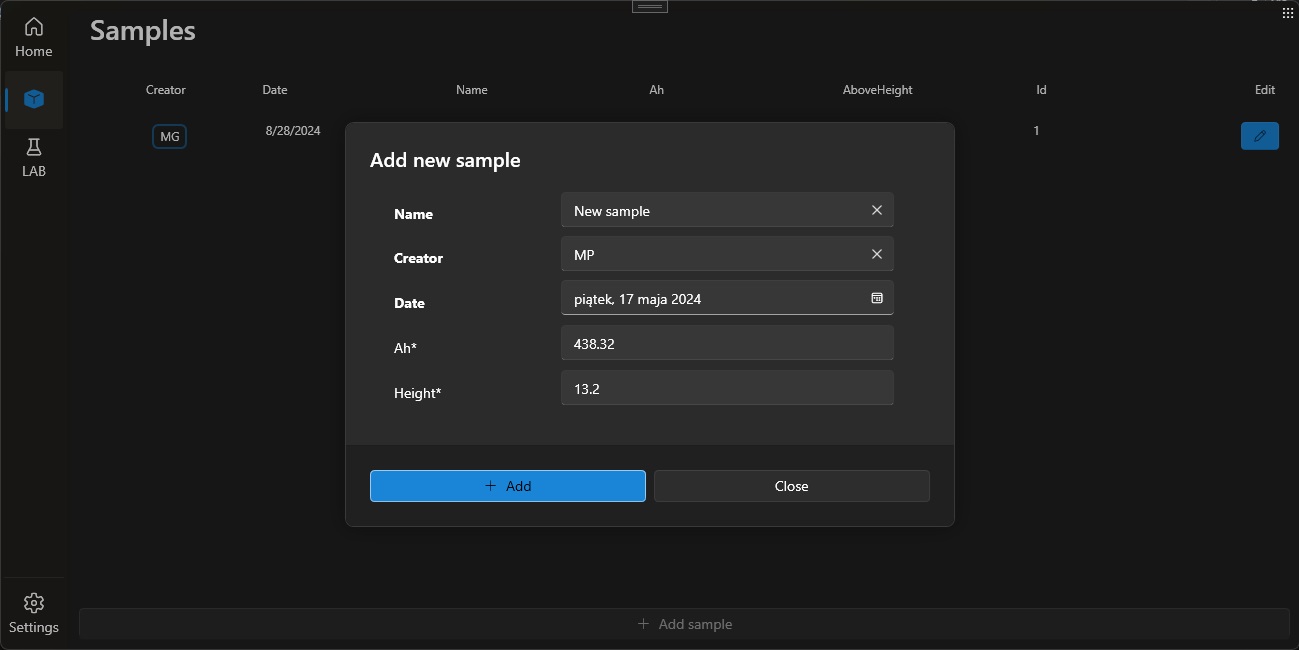 Samples
Home
Creator Date Name Ah AboveHeight Id Edit
MG 8/28/2024 1
LAB
Add new sample
Name New sample
Creator MP
Date piątek, 17 maja 2024
Ah* 438.32
Height* 13.2
Add Close
Settings
Add sample